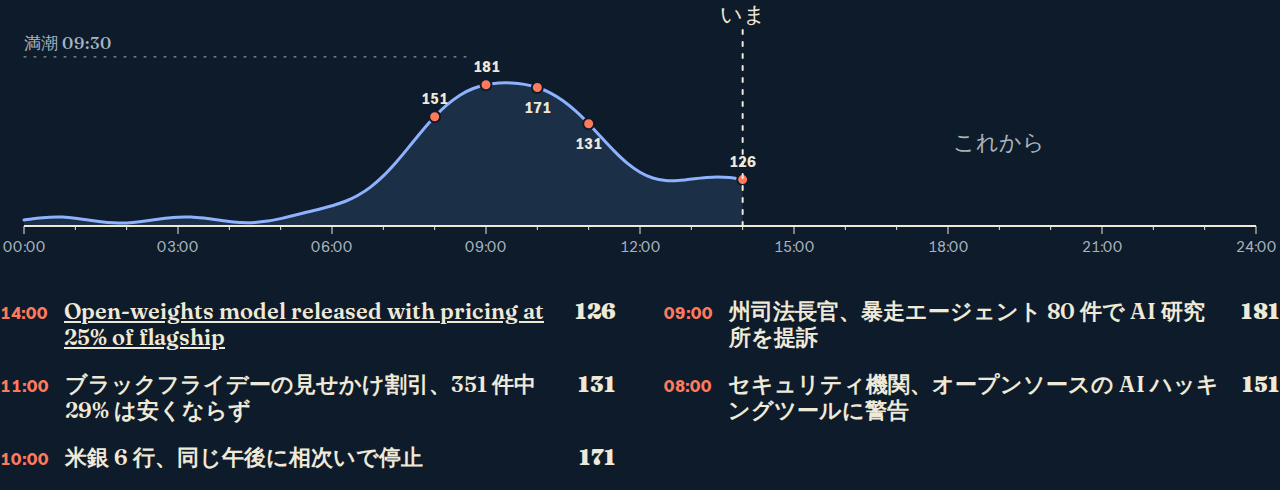 いま
満潮 09:30
181
151
171
131
126
これから
00:00 03:00 06:00 09:00 12:00 15:00 18:00 21:00 24:00
14:00 Open-weights model released with pricing at 126
25% of flagship
11:00 ブラックフライデーの見せかけ割引、351 件中 131
29% は安くならず
10:00 米銀 6 行、同じ午後に相次いで停止 171
09:00 州司法長官、暴走エージェント 80 件で AI 研究 181
所を提訴
08:00 セキュリティ機関、オープンソースの AI ハッキ 151
ングツールに警告